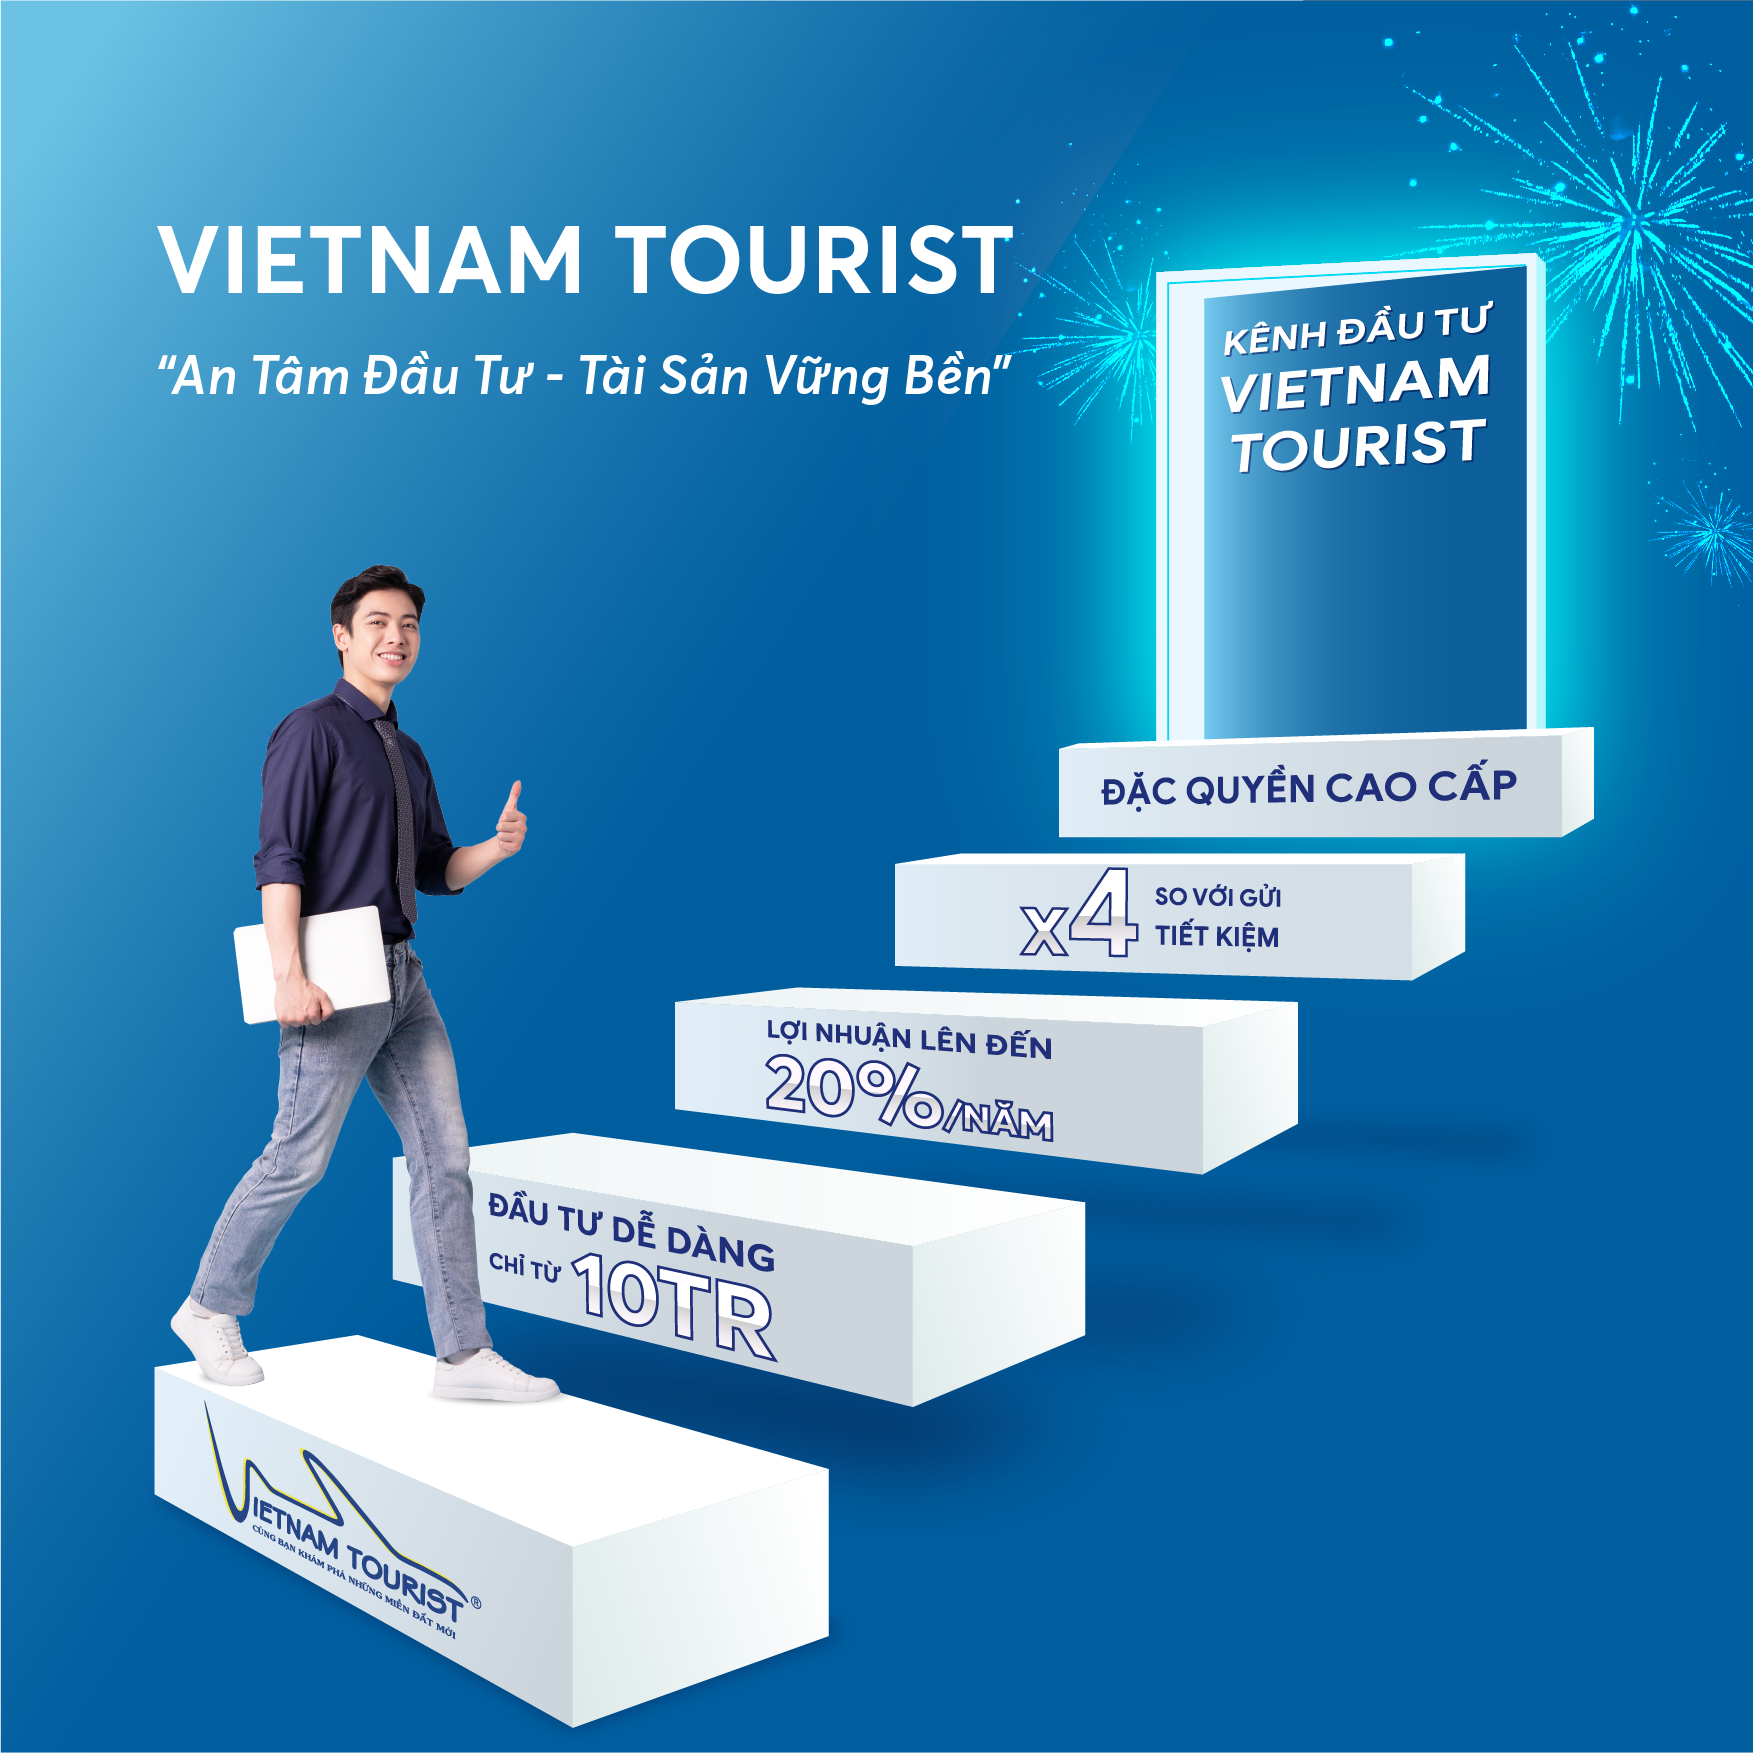 VIETNAM TOURIST
“An Tâm Đầu Tư - Tài Sản Vững Bền”
KÊNH ĐẦU TƯ
VIETNAM
TOURIST
ĐẶC QUYỀN CAO CẤP
x4 SO VỚI GỬI
TIẾT KIỆM
LỢI NHUẬN LÊN ĐẾN
20%/NĂM
ĐẦU TƯ DỄ DÀNG
CHỈ TỪ 10TR
VIETNAM TOURIST®
CÙNG BẠN KHÁM PHÁ NHỮNG MIỀN ĐẤT MỚI